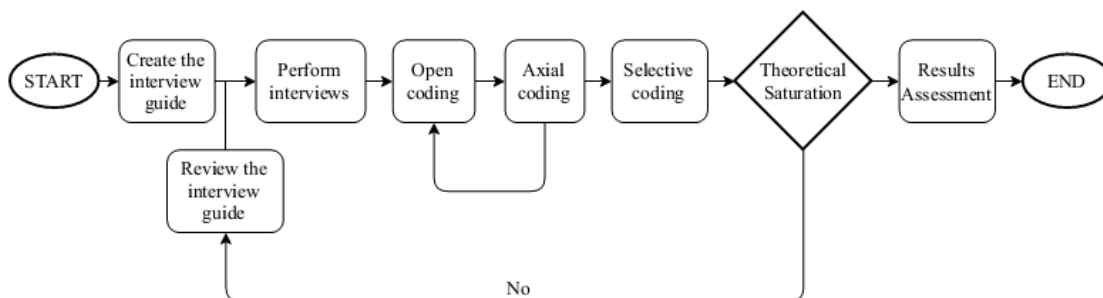 START
Create the
interview
guide
Perform
interviews
Open
coding
Axial
coding
Selective
coding
Theoretical
Saturation
Results
Assessment
END
Review the
interview
guide
No